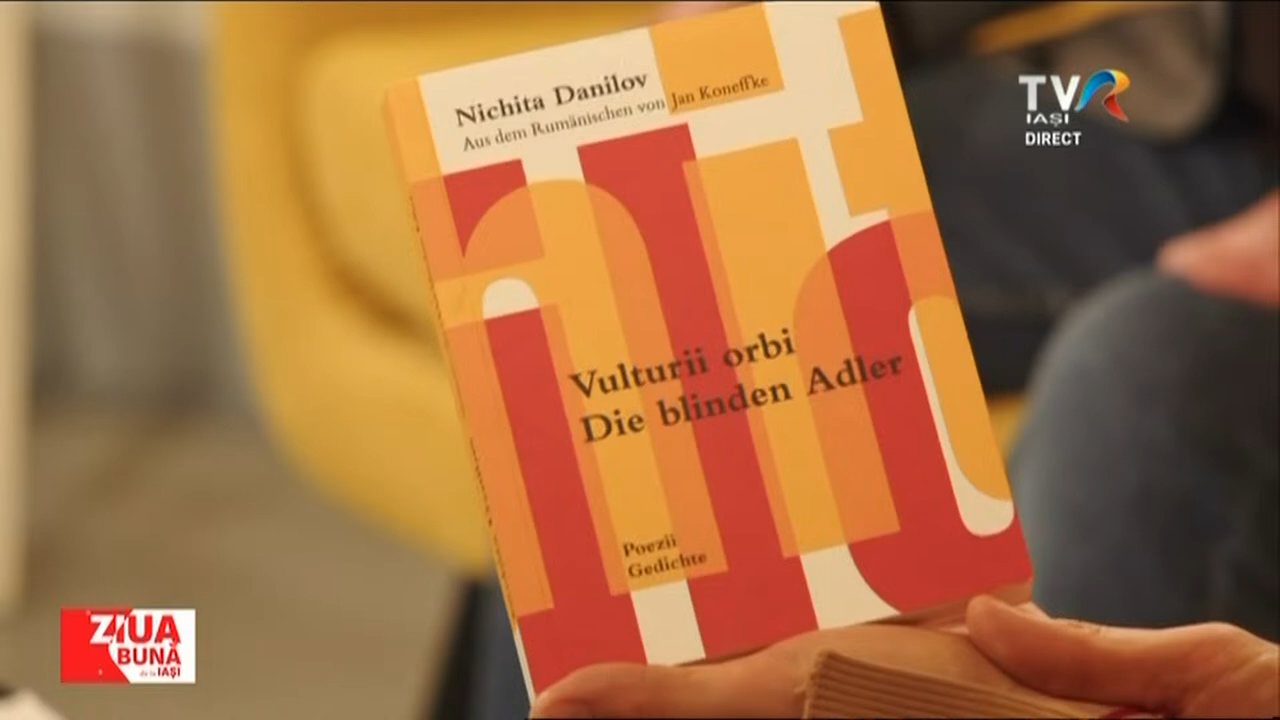 Nichita Danilov
Aus dem Rumänischen von Jan Koneffke
Vulturii orbi
Die blinden Adler
Poezii
Gedichte
TVR
IAȘI
DIRECT
ZIUA
BUNĂ
de la IAȘI